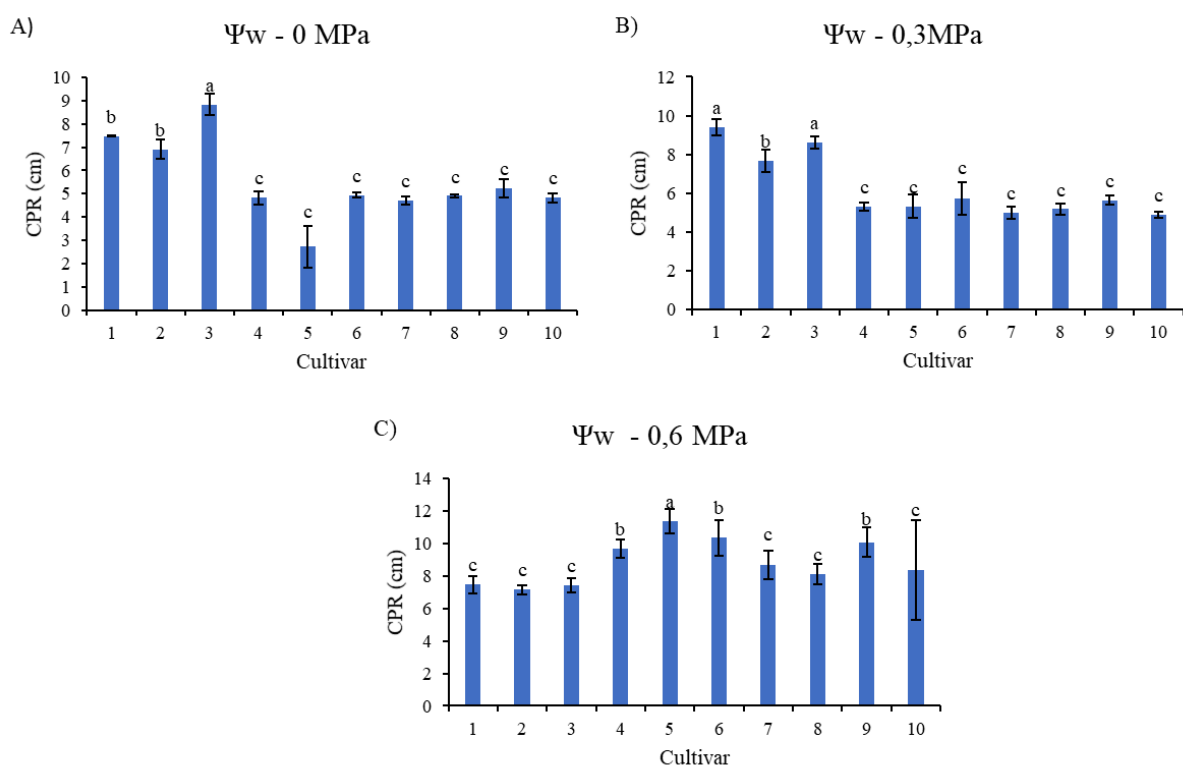 A)
Ψw - 0 MPa
10
9
8
7
6
5
4
3
2
1
0
CPR (cm)
b b a c c c c c c c
1 2 3 4 5 6 7 8 9 10
Cultivar
B)
Ψw - 0,3MPa
12
10
8
6
4
2
0
CPR (cm)
a b a c c c c c c c
1 2 3 4 5 6 7 8 9 10
Cultivar
C)
Ψw - 0,6 MPa
14
12
10
8
6
4
2
0
CPR (cm)
c c c b a b c c b c
1 2 3 4 5 6 7 8 9 10
Cultivar